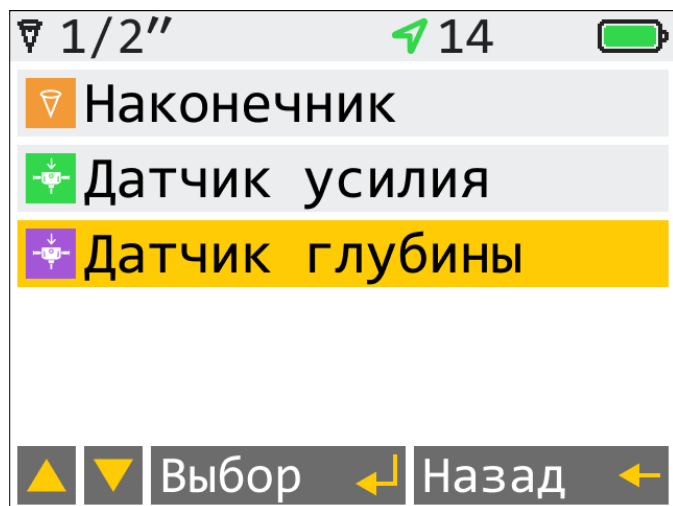 1/2″ 14
Наконечник
Датчик усилия
Датчик глубины
Выбор Назад